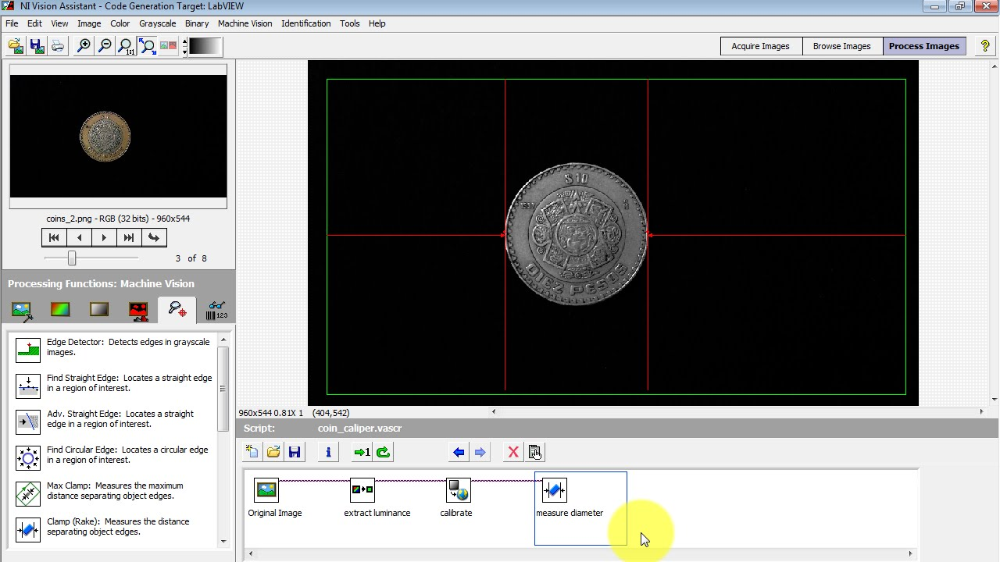 NI Vision Assistant - Code Generation Target: LabVIEW
File Edit View Image Color Grayscale Binary Machine Vision Identification Tools Help
1:1
Acquire Images Browse Images Process Images ?
coins_2.png - RGB (32 bits) - 960x544
3 of 8
Processing Functions: Machine Vision
123
Edge Detector: Detects edges in grayscale
images.
Find Straight Edge: Locates a straight edge
in a region of interest.
Adv. Straight Edge: Locates a straight
edge in a region of interest.
Find Circular Edge: Locates a circular edge
in a region of interest.
Max Clamp: Measures the maximum
distance separating object edges.
Clamp (Rake): Measures the distance
separating object edges.
$10
DIEZ PESOS
960x544 0.81X 1 (404,542)
Script: coin_caliper.vascr
1
Original Image extract luminance calibrate measure diameter